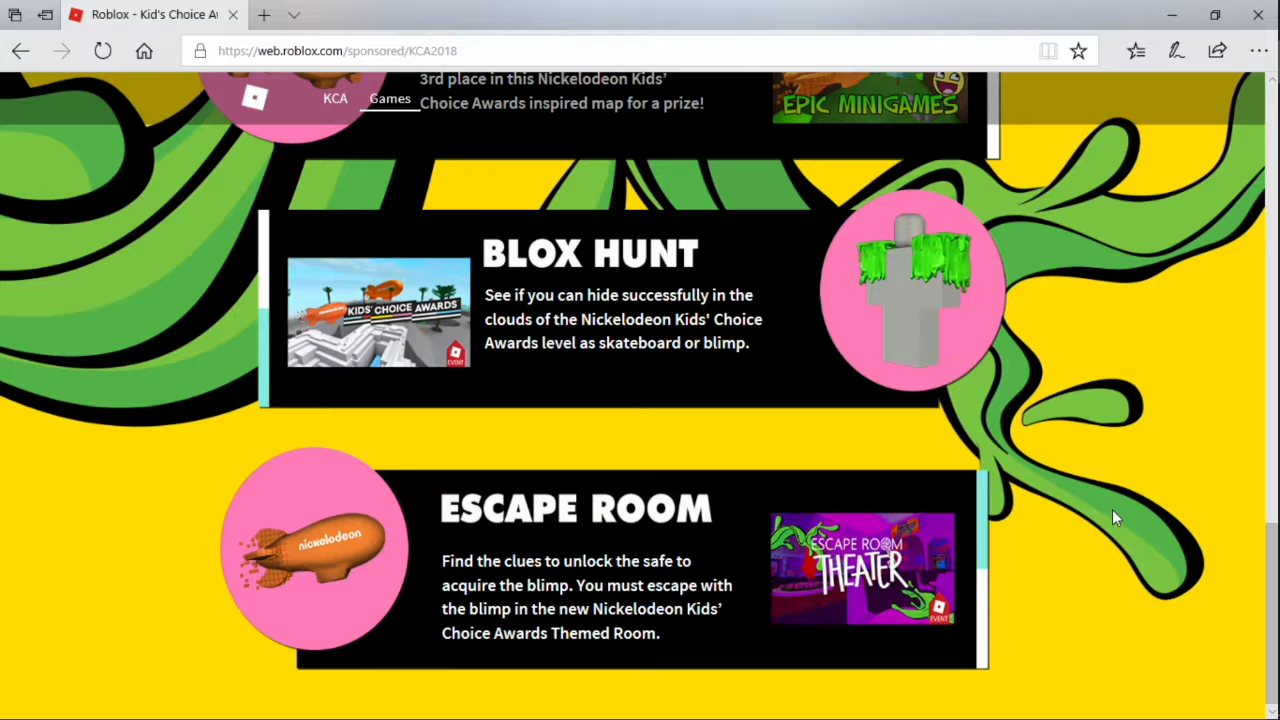 Roblox - Kid's Choice A
https://web.roblox.com/sponsored/KCA2018
3rd place in this Nickelodeon Kids'
KCA Games Choice Awards inspired map for a prize!
EPIC MINIGAMES
BLOX HUNT
See if you can hide successfully in the
clouds of the Nickelodeon Kids' Choice
Awards level as skateboard or blimp.
KIDS' CHOICE AWARDS
EVENT
ESCAPE ROOM
Find the clues to unlock the safe to
acquire the blimp. You must escape with
the blimp in the new Nickelodeon Kids’
Choice Awards Themed Room.
nickelodeon
ESCAPE ROOM
THEATER
EVENT